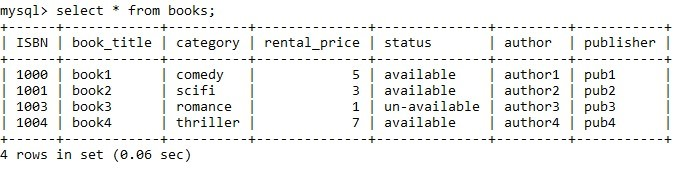 mysql> select * from books;
+------+------------+----------+--------------+--------------+---------+-----------+
| ISBN | book_title | category | rental_price | status       | author  | publisher |
+------+------------+----------+--------------+--------------+---------+-----------+
| 1000 | book1      | comedy   |            5 | available    | author1 | pub1      |
| 1001 | book2      | scifi    |            3 | available    | author2 | pub2      |
| 1003 | book3      | romance  |            1 | un-available | author3 | pub3      |
| 1004 | book4      | thriller |            7 | available    | author4 | pub4      |
+------+------------+----------+--------------+--------------+---------+-----------+
4 rows in set (0.06 sec)